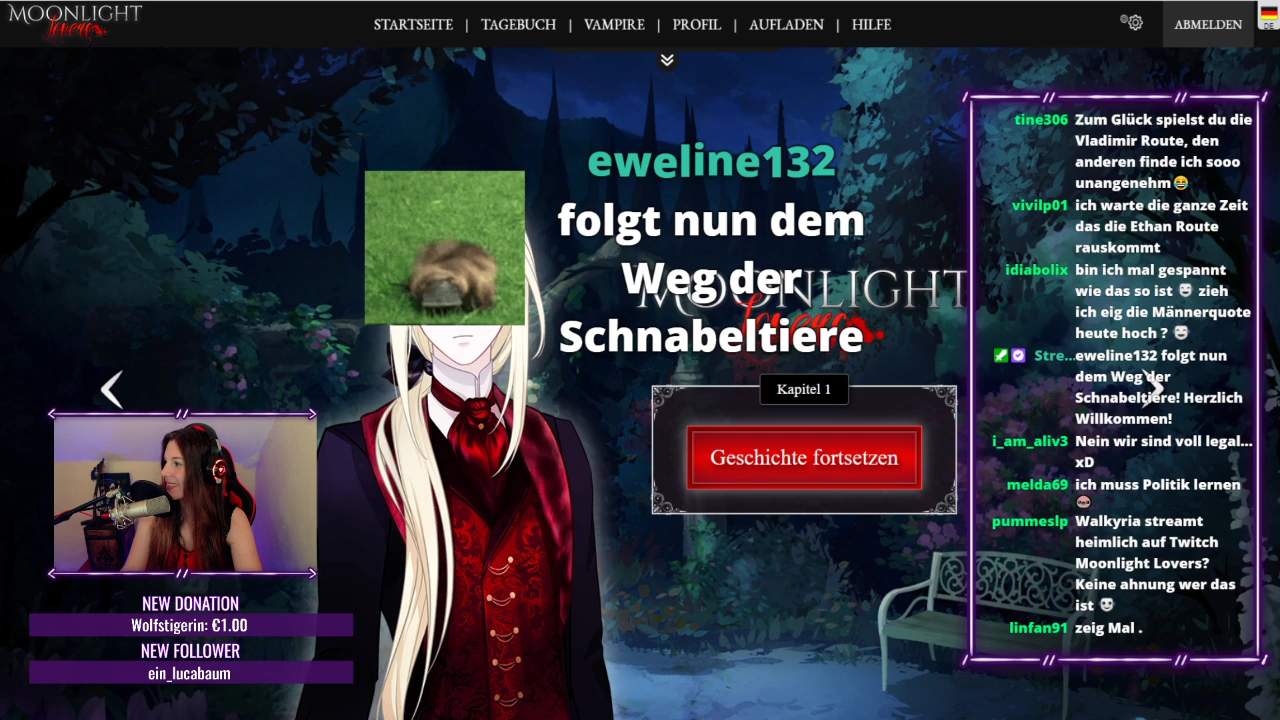 MOONLIGHT
Lovers
STARTSEITE | TAGEBUCH | VAMPIRE | PROFIL | AUFLADEN | HILFE
ABMELDEN
DE
eweline132
folgt nun dem
Weg der
Schnabeltiere
MOONLIGHT
Lovers
Kapitel 1
Geschichte fortsetzen
NEW DONATION
Wolfstigerin: €1.00
NEW FOLLOWER
ein_lucabaum
tine306 Zum Glück spielst du die
Vladimir Route, den
anderen finde ich sooo
unangenehm
vivilp01 ich warte die ganze Zeit
das die Ethan Route
rauskommt
idiabolix bin ich mal gespannt
wie das so ist zieh
ich eig die Männerquote
heute hoch ?
Stre... eweline132 folgt nun
dem Weg der
Schnabeltiere! Herzlich
Willkommen!
i_am_aliv3 Nein wir sind voll legal...
xD
melda69 ich muss Politik lernen
pummeslp Walkyria streamt
heimlich auf Twitch
Moonlight Lovers?
Keine ahnung wer das
ist
linfan91 zeig Mal .